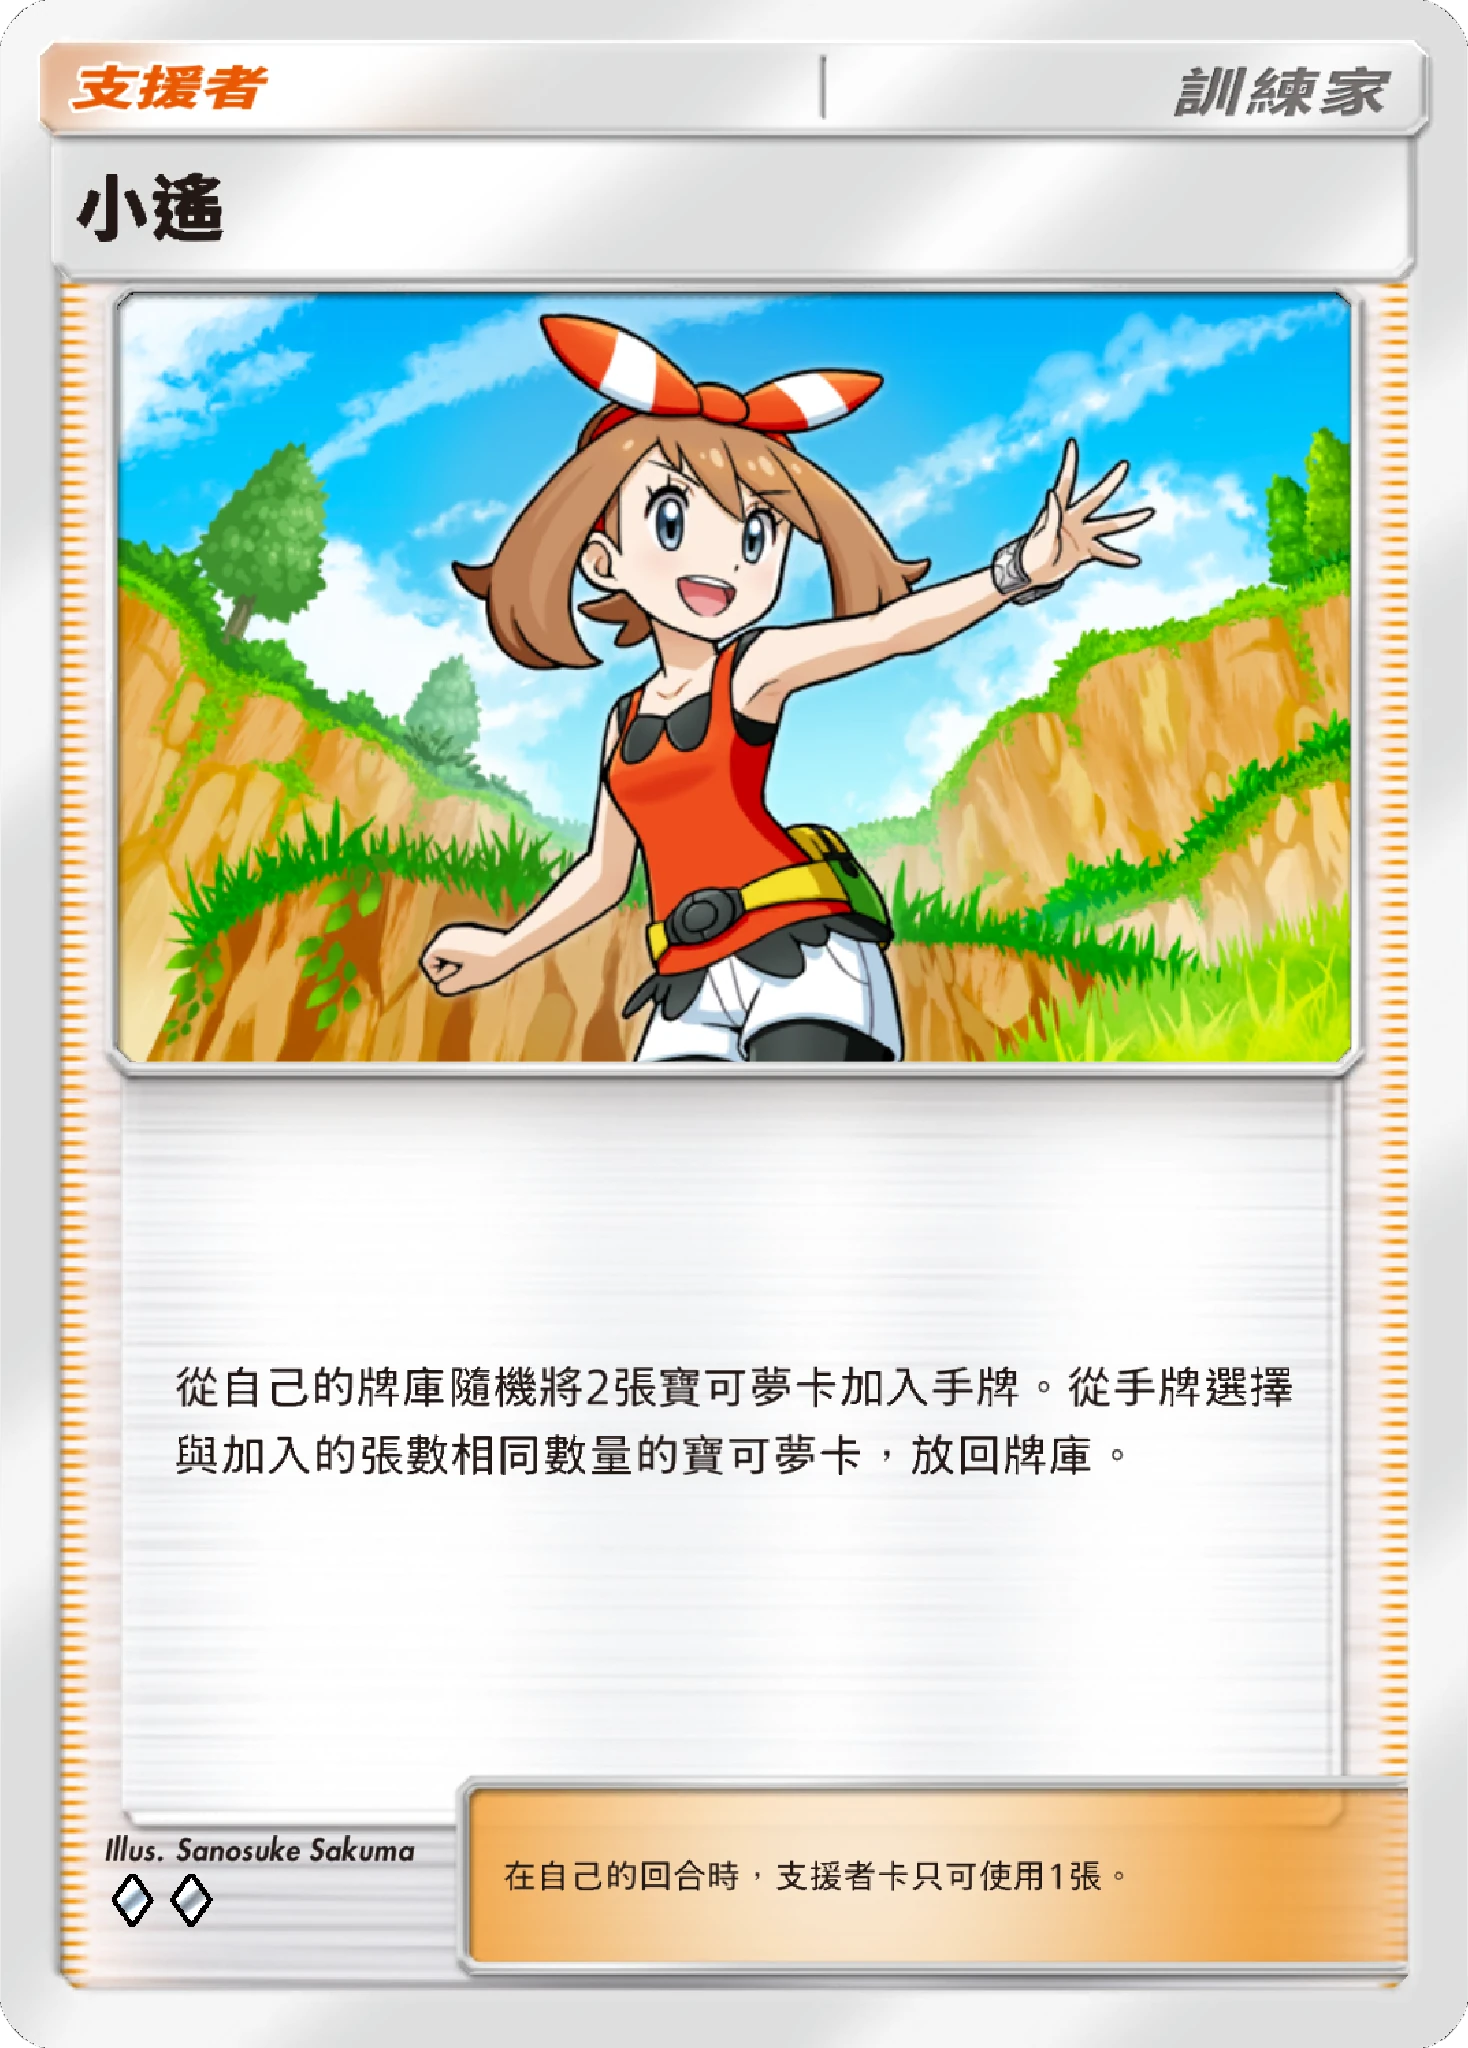 支援者
訓練家
小遙
從自己的牌庫隨機將2張寶可夢卡加入手牌。從手牌選擇
與加入的張數相同數量的寶可夢卡，放回牌庫。
Illus. Sanosuke Sakuma
在自己的回合時，支援者卡只可使用1張。